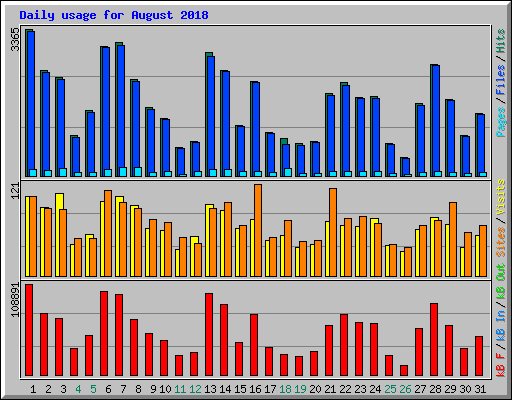 Daily usage for August 2018
3365
Pages / Files / Hits
121
Sites / Visits
108891
kB F / kB In / kB Out
1 2 3 4 5 6 7 8 9 10 11 12 13 14 15 16 17 18 19 20 21 22 23 24 25 26 27 28 29 30 31